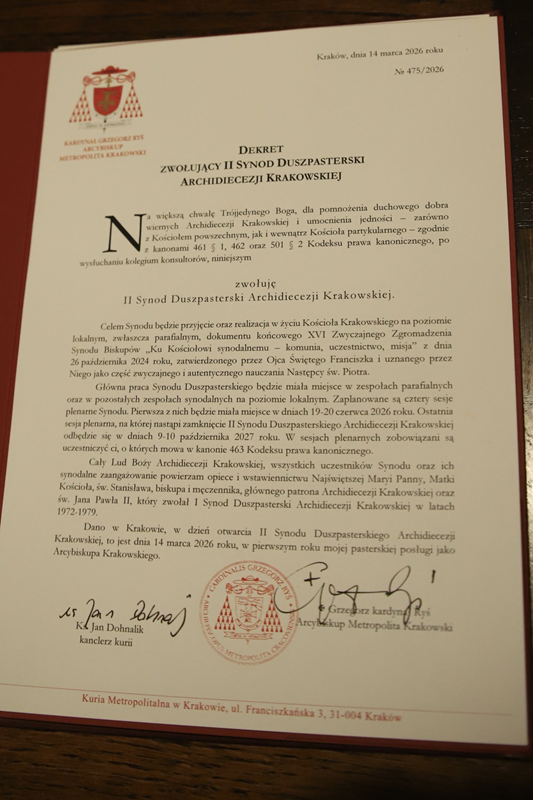 Kraków, dnia 14 marca 2026 roku
№ 475/2026
KARDYNAŁ GRZEGORZ RYŚ
ARCYBISKUP
METROPOLITA KRAKOWSKI
DEKRET
ZWOŁUJĄCY II SYNOD DUSZPASTERSKI
ARCHIDIECEZJI KRAKOWSKIEJ
Na większą chwałę Trójjedynego Boga, dla pomnożenia duchowego dobra
wiernych Archidiecezji Krakowskiej i umocnienia jedności – zarówno
z Kościołem powszechnym, jak i wewnątrz Kościoła partykularnego – zgodnie
z kanonami 461 § 1, 462 oraz 501 § 2 Kodeksu prawa kanonicznego, po
wysłuchaniu kolegium konsultorów, niniejszym
zwołuję
II Synod Duszpasterski Archidiecezji Krakowskiej.
Celem Synodu będzie przyjęcie oraz realizacja w życiu Kościoła Krakowskiego na poziomie
lokalnym, zwłaszcza parafialnym, dokumentu końcowego XVI Zwyczajnego Zgromadzenia
Synodu Biskupów „Ku Kościołowi synodalnemu – komunia, uczestnictwo, misja” z dnia
26 października 2024 roku, zatwierdzonego przez Ojca Świętego Franciszka i uznanego przez
Niego jako część zwyczajnego i autentycznego nauczania Następcy św. Piotra.
Główna praca Synodu Duszpasterskiego będzie miała miejsce w zespołach parafialnych
oraz w pozostałych zespołach synodalnych na poziomie lokalnym. Zaplanowane są cztery sesje
plenarne Synodu. Pierwsza z nich będzie miała miejsce w dniach 19-20 czerwca 2026 roku. Ostatnia
sesja plenarna, na której nastąpi zamknięcie II Synodu Duszpasterskiego Archidiecezji Krakowskiej
odbędzie się w dniach 9-10 października 2027 roku. W sesjach plenarnych zobowiązani są
uczestniczyć ci, o których mowa w kanonie 463 Kodeksu prawa kanonicznego.
Cały Lud Boży Archidiecezji Krakowskiej, wszystkich uczestników Synodu oraz ich
synodalne zaangażowanie powierzam opiece i wstawiennictwu Najświętszej Maryi Panny, Matki
Kościoła, św. Stanisława, biskupa i męczennika, głównego patrona Archidiecezji Krakowskiej oraz
św. Jana Pawła II, który zwołał I Synod Duszpasterski Archidiecezji Krakowskiej w latach
1972-1979.
Dano w Krakowie, w dzień otwarcia II Synodu Duszpasterskiego Archidiecezji
Krakowskiej, to jest dnia 14 marca 2026 roku, w pierwszym roku mojej pasterskiej posługi jako
Arcybiskupa Krakowskiego.
ks Jan Dohnalik
Ks. Jan Dohnalik
kanclerz kurii
CARDINALIS GREGORIUS RYŚ
Grzegorz kardynał Ryś
Arcybiskup Metropolita Krakowski
Kuria Metropolitalna w Krakowie, ul. Franciszkańska 3, 31-004 Kraków